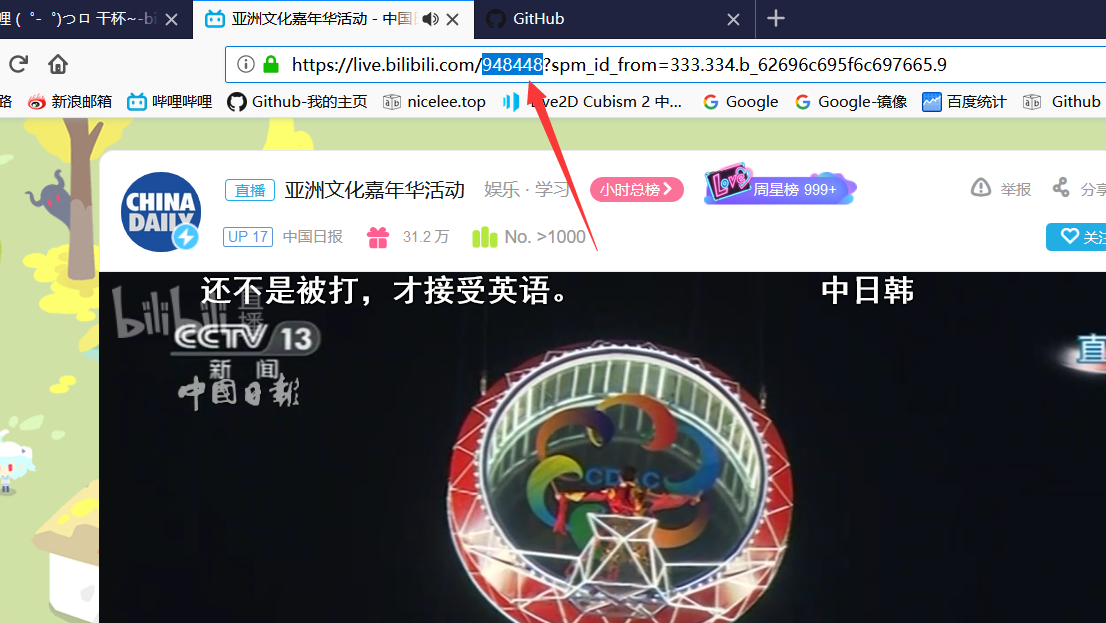 哩 ( ゜- ゜)つロ 干杯~-bi
亚洲文化嘉年华活动 - 中国
GitHub
https://live.bilibili.com/948448?spm_id_from=333.334.b_62696c695f6c697665.9
路
新浪邮箱
哔哩哔哩
Github-我的主页
nicelee.top
Live2D Cubism 2 中...
Google
Google-镜像
百度统计
Github
CHINA
DAILY
直播
亚洲文化嘉年华活动
娱乐 · 学习
小时总榜
Love
周星榜 999+
举报
分享
UP 17
中国日报
31.2 万
No. >1000
关注
还不是被打，才接受英语。
中日韩
bilibili
直播
CCTV 13
新 闻
中國日報
直
CDAC